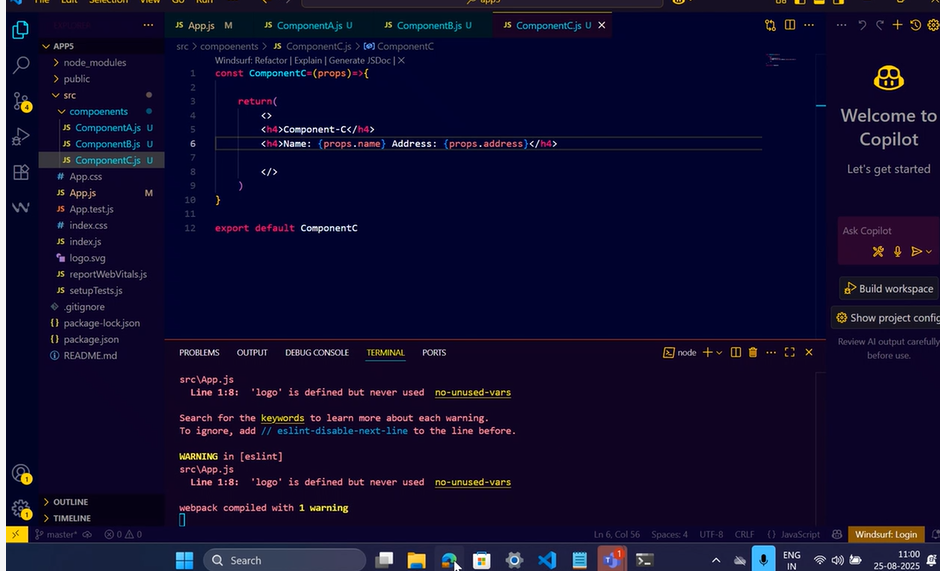 File Edit Selection View Go Run
app5
JS App.js M
JS ComponentA.js U
JS ComponentB.js U
JS ComponentC.js U
APP5
node_modules
public
src
compoenents
JS ComponentA.js U
JS ComponentB.js U
JS ComponentC.js U
# App.css
JS App.js M
JS App.test.js
# index.css
JS index.js
logo.svg
JS reportWebVitals.js
JS setupTests.js
.gitignore
{} package-lock.json
{} package.json
README.md
OUTLINE
TIMELINE
4
1
1
src > compoenents > JS ComponentC.js > ComponentC
Windsurf: Refactor | Explain | Generate JSDoc | X
1 const ComponentC=(props)=>{
2
3 return(
4 <>
5 <h4>Component-C</h4>
6 <h4>Name: {props.name} Address: {props.address}</h4>
7
8 </>
9 )
10 }
11
12 export default ComponentC
PROBLEMS OUTPUT DEBUG CONSOLE TERMINAL PORTS
node
src\App.js
Line 1:8: 'logo' is defined but never used no-unused-vars
Search for the keywords to learn more about each warning.
To ignore, add // eslint-disable-next-line to the line before.
WARNING in [eslint]
src\App.js
Line 1:8: 'logo' is defined but never used no-unused-vars
webpack compiled with 1 warning
Welcome to
Copilot
Let's get started
Ask Copilot
Build workspace
Show project config
Review AI output carefully
before use.
master* 0 0
Ln 6, Col 56 Spaces: 4 UTF-8 CRLF {} JavaScript Windsurf: Login
Search
1
ENG
IN
11:00
25-08-2025